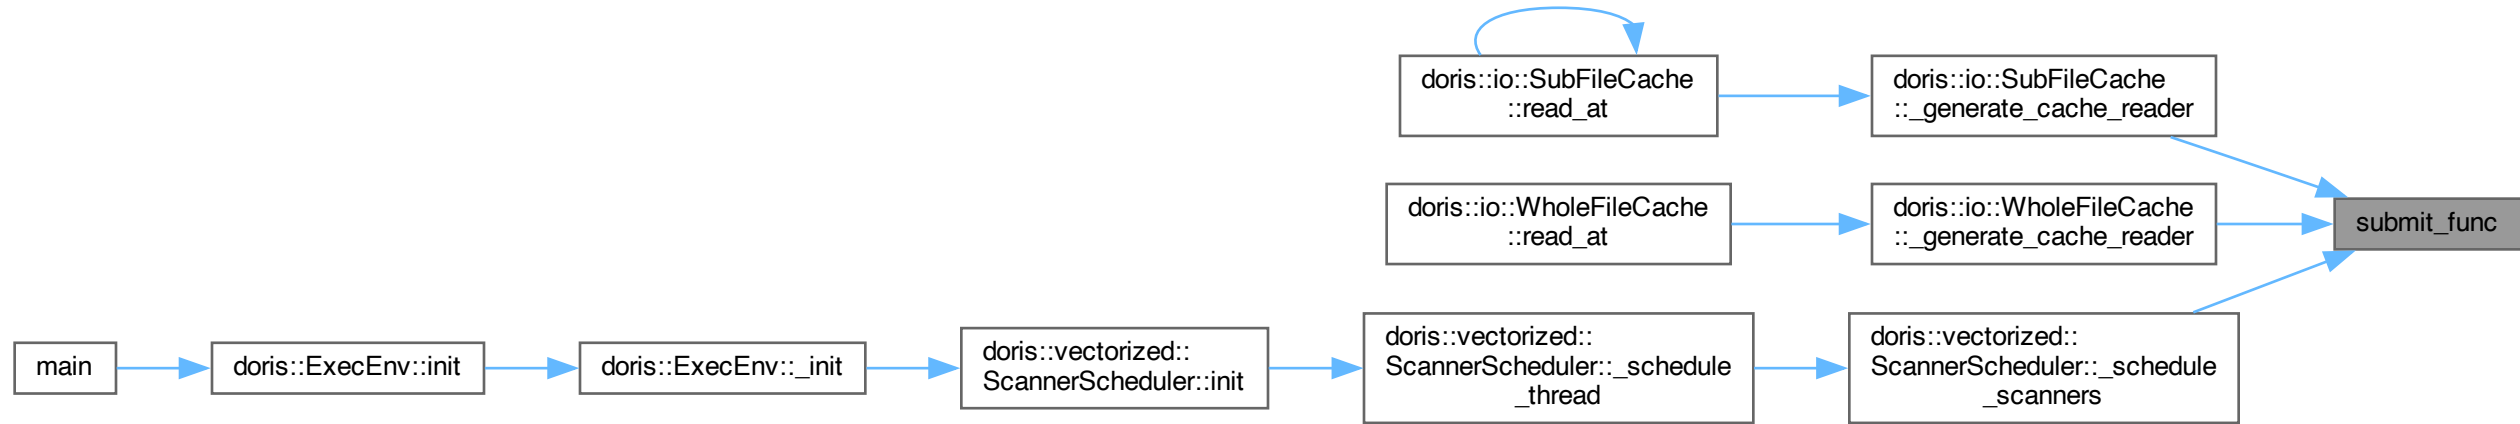 doris::io::SubFileCache
::read_at
doris::io::SubFileCache
::_generate_cache_reader
doris::io::WholeFileCache
::read_at
doris::io::WholeFileCache
::_generate_cache_reader
submit_func
main
doris::ExecEnv::init
doris::ExecEnv::_init
doris::vectorized::
ScannerScheduler::init
doris::vectorized::
ScannerScheduler::_schedule
_thread
doris::vectorized::
ScannerScheduler::_schedule
_scanners